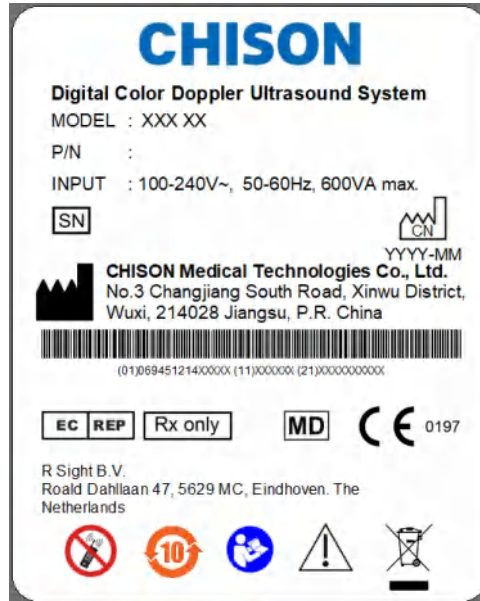 CHISON
Digital Color Doppler Ultrasound System
MODEL : XXX XX
P/N :
INPUT : 100-240V~, 50-60Hz, 600VA max.
SN
CN
YYYY-MM
CHISON Medical Technologies Co., Ltd.
No.3 Changjiang South Road, Xinwu District,
Wuxi, 214028 Jiangsu, P.R. China
(01)069451214XXXXX (11)XXXXXX (21)XXXXXXXXXX
EC REP Rx only MD CE 0197
R Sight B.V.
Roald Dahllaan 47, 5629 MC, Eindhoven. The
Netherlands
10